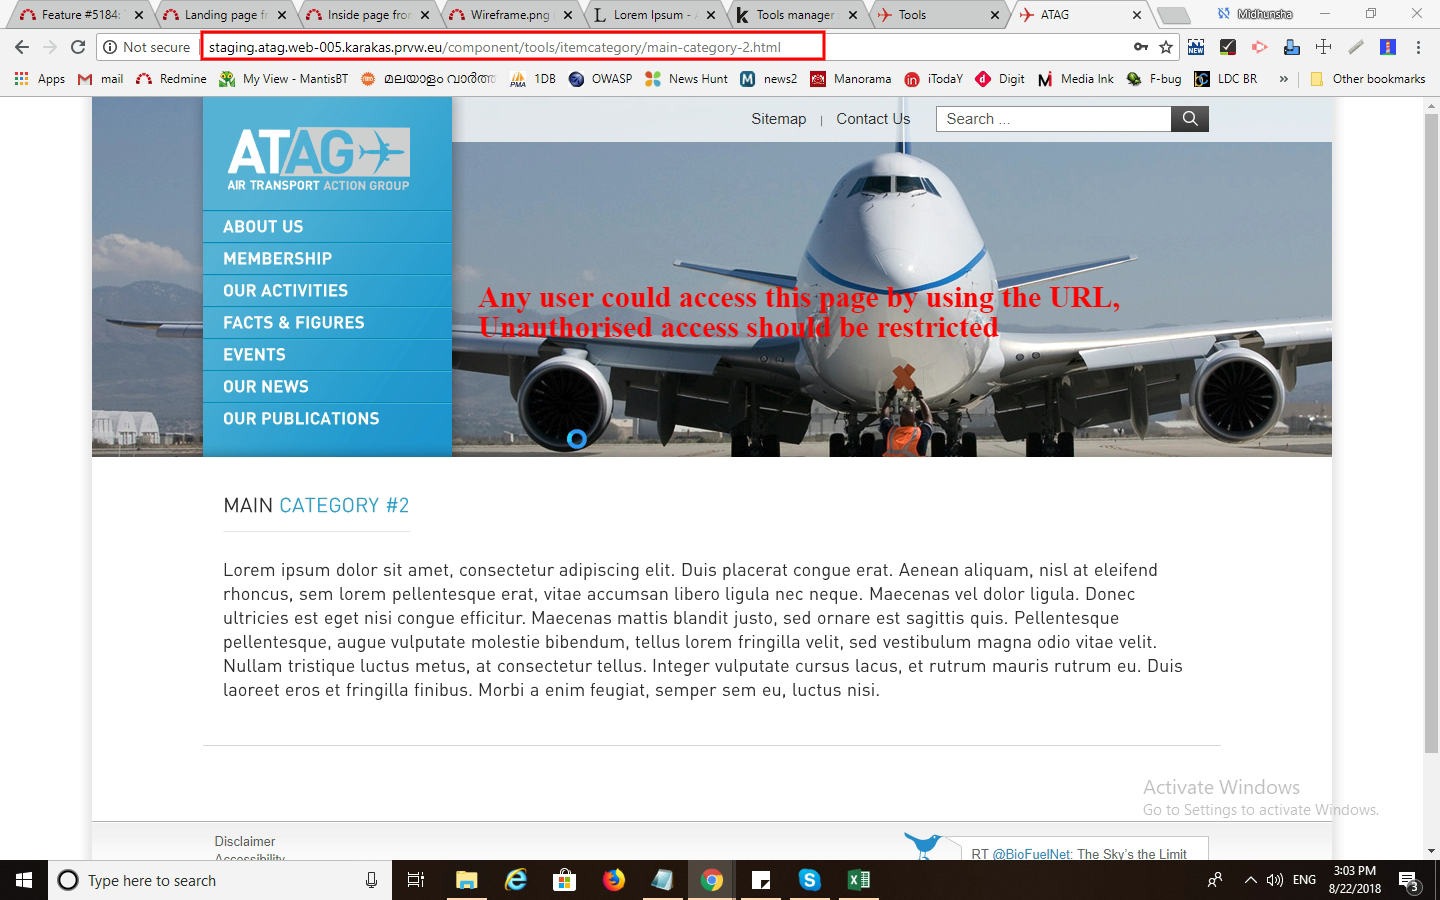 Feature #5184:
Landing page fr
Inside page fror
Wireframe.png
Lorem Ipsum - A
Tools manager
Tools
ATAG
Midhunsha
Not secure
staging.atag.web-005.karakas.prvw.eu/component/tools/itemcategory/main-category-2.html
Apps
mail
Redmine
My View - MantisBT
മലയാളം വാർത്ത
1DB
OWASP
News Hunt
news2
Manorama
iTodaY
Digit
Media Ink
F-bug
LDC BR
»
Other bookmarks
Sitemap | Contact Us
Search ...
ATAG
AIR TRANSPORT ACTION GROUP
ABOUT US
MEMBERSHIP
OUR ACTIVITIES
FACTS & FIGURES
EVENTS
OUR NEWS
OUR PUBLICATIONS
Any user could access this page by using the URL,
Unauthorised access should be restricted
MAIN CATEGORY #2
Lorem ipsum dolor sit amet, consectetur adipiscing elit. Duis placerat congue erat. Aenean aliquam, nisl at eleifend
rhoncus, sem lorem pellentesque erat, vitae accumsan libero ligula nec neque. Maecenas vel dolor ligula. Donec
ultricies est eget nisi congue efficitur. Maecenas mattis blandit justo, sed ornare est sagittis quis. Pellentesque
pellentesque, augue vulputate molestie bibendum, tellus lorem fringilla velit, sed vestibulum magna odio vitae velit.
Nullam tristique luctus metus, at consectetur tellus. Integer vulputate cursus lacus, et rutrum mauris rutrum eu. Duis
laoreet eros et fringilla finibus. Morbi a enim feugiat, semper sem eu, luctus nisi.
Activate Windows
Go to Settings to activate Windows.
Disclaimer
Accessibility
RT @BioFuelNet: The Sky's the Limit
Type here to search
ENG
3:03 PM
8/22/2018
3